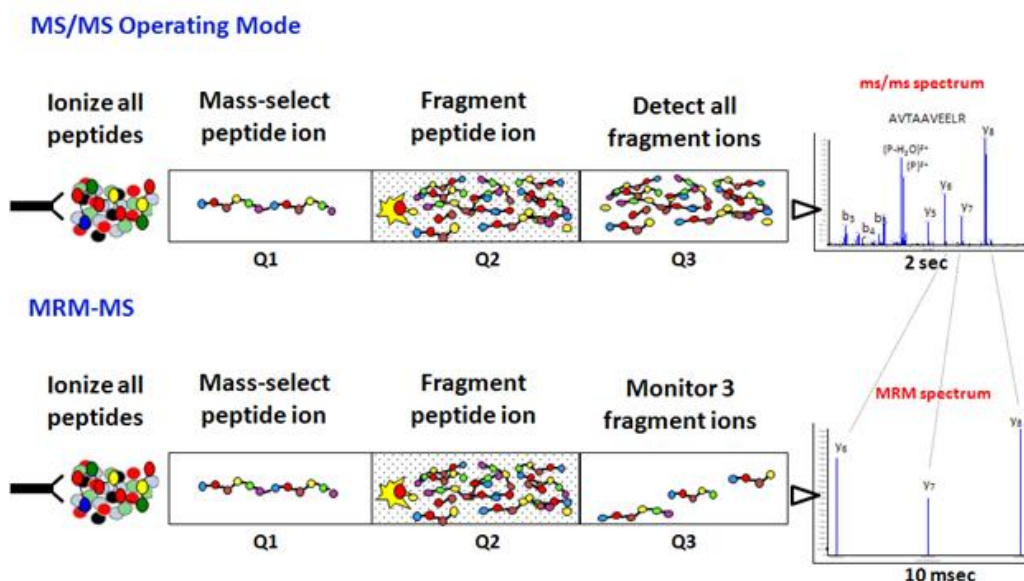 MS/MS Operating Mode
Ionize all
peptides
Mass-select
peptide ion
Fragment
peptide ion
Detect all
fragment ions
Q1
Q2
Q3
ms/ms spectrum
AVTAAVEELR
y₈
(P-H₂O)²⁺
(P)²⁺
y₆
y₅
y₇
b₃
b₄
b
2 sec
MRM-MS
Ionize all
peptides
Mass-select
peptide ion
Fragment
peptide ion
Monitor 3
fragment ions
Q1
Q2
Q3
MRM spectrum
y₆
y₇
y₈
10 msec